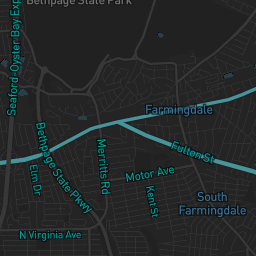 Bethpage State Park
Seaford-Oyster Bay Exp
Farmingdale
Bethpage State Pkwy
Merritts Rd
Fulton St
Elm Dr
Motor Ave
Kent St
South
Farmingdale
N Virginia Ave